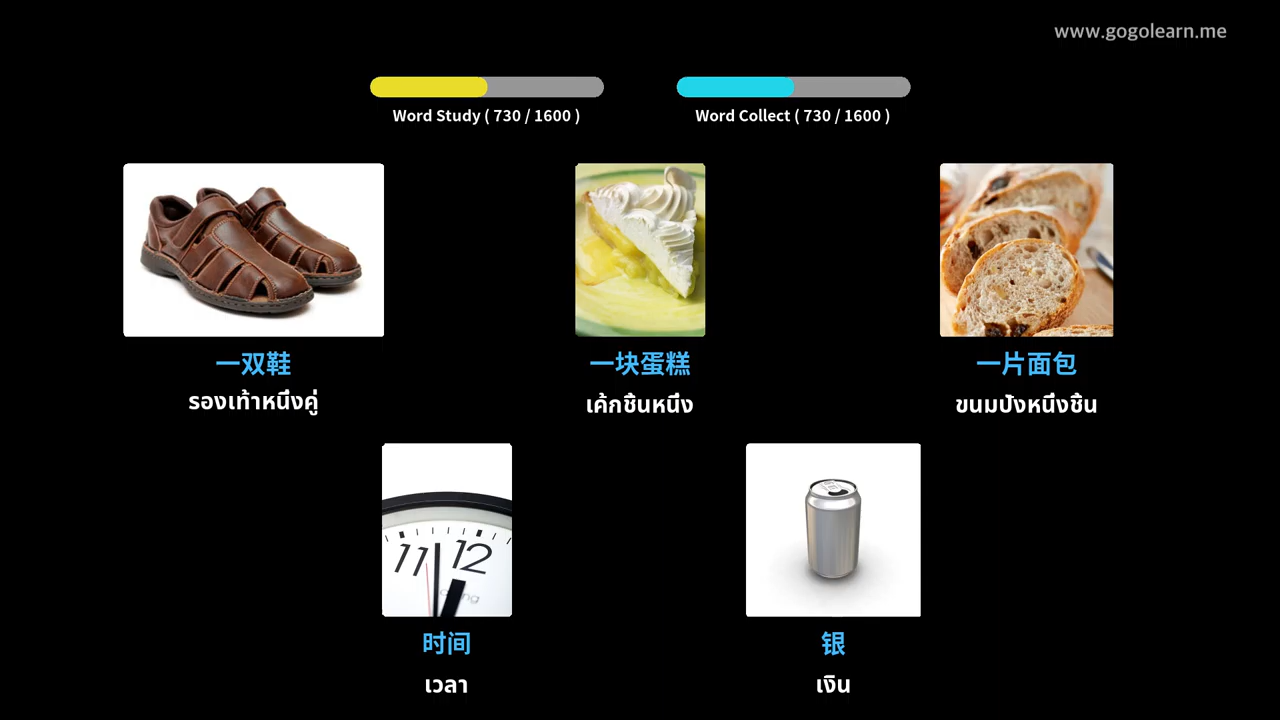 www.gogolearn.me
Word Study ( 730 / 1600 )
Word Collect ( 730 / 1600 )
一双鞋
รองเท้าหนึ่งคู่
一块蛋糕
เค้กชิ้นหนึ่ง
一片面包
ขนมปังหนึ่งชิ้น
11 12
时间
เวลา
银
เงิน